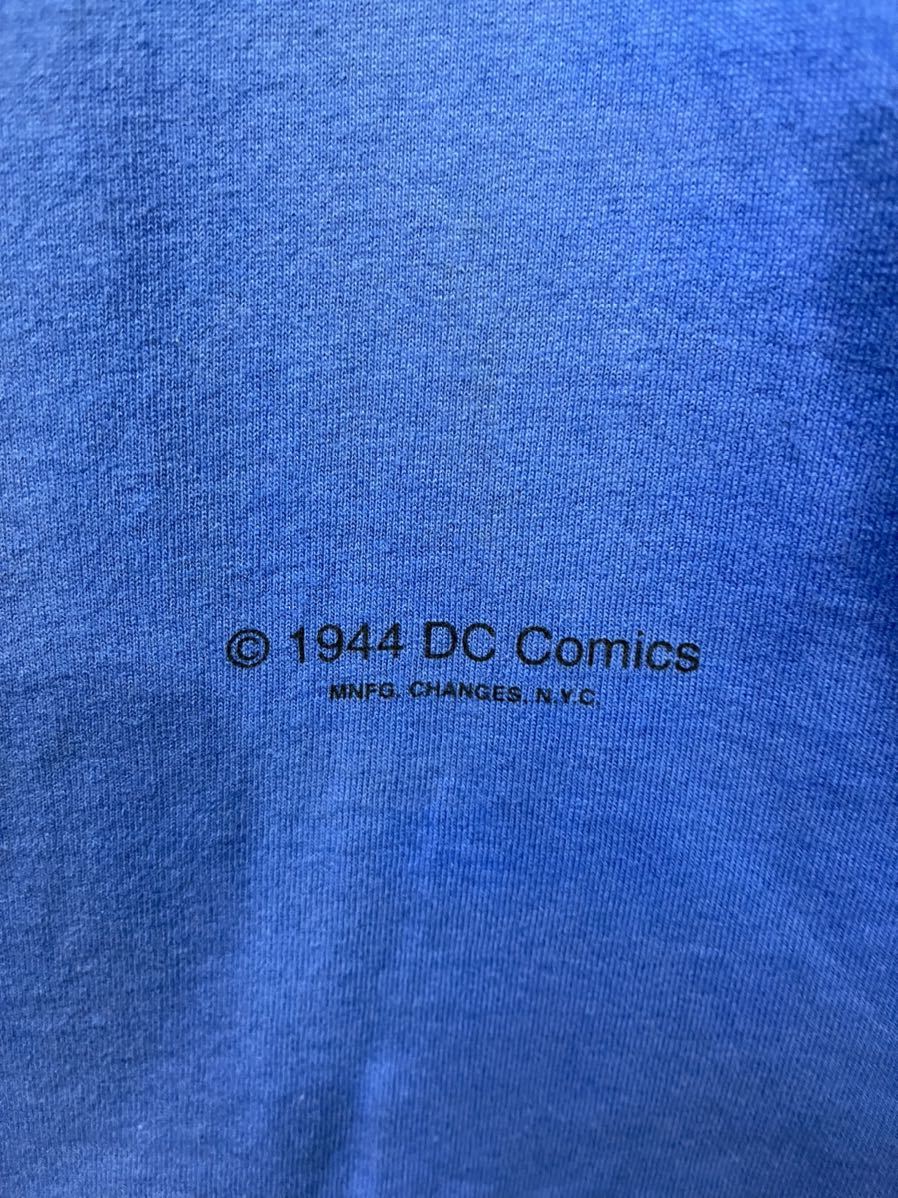 © 1944 DC Comics
MNFG. CHANGES. N.Y.C.